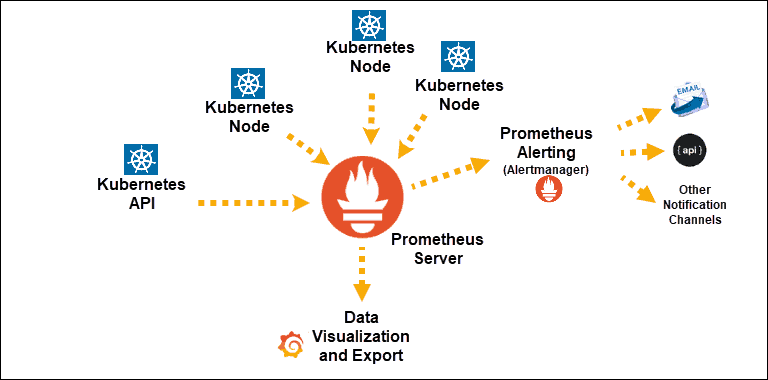 Kubernetes
Node
Kubernetes
Node
Kubernetes
Node
Kubernetes
API
Prometheus
Alerting
(Alertmanager)
EMAIL
{ api }
Other
Notification
Channels
Prometheus
Server
Data
Visualization
and Export